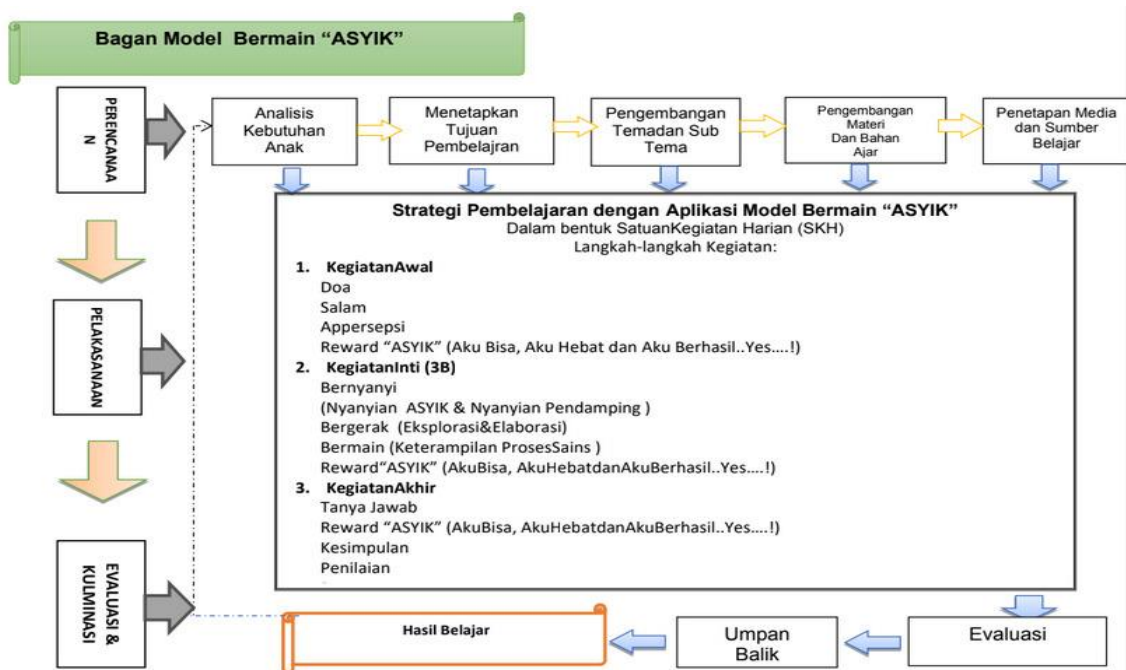 Bagan Model Bermain “ASYIK”
PERENCANAA
N
Analisis
Kebutuhan
Anak
Menetapkan
Tujuan
Pembelajran
Pengembangan
Temadan Sub
Tema
Pengembangan
Materi
Dan Bahan
Ajar
Penetapan Media
dan Sumber
Belajar
PELAKASANAAN
Strategi Pembelajaran dengan Aplikasi Model Bermain “ASYIK”
Dalam bentuk SatuanKegiatan Harian (SKH)
Langkah-langkah Kegiatan:
1. KegiatanAwal
Doa
Salam
Appersepsi
Reward “ASYIK” (Aku Bisa, Aku Hebat dan Aku Berhasil..Yes....!)
2. KegiatanInti (3B)
Bernyanyi
(Nyanyian ASYIK & Nyanyian Pendamping )
Bergerak (Eksplorasi&Elaborasi)
Bermain (Keterampilan ProsesSains )
Reward“ASYIK” (AkuBisa, AkuHebatdanAkuBerhasil..Yes....!)
3. KegiatanAkhir
Tanya Jawab
Reward “ASYIK” (AkuBisa, AkuHebatdanAkuBerhasil..Yes....!)
Kesimpulan
Penilaian
EVALUASI &
KULMINASI
Hasil Belajar
Umpan
Balik
Evaluasi